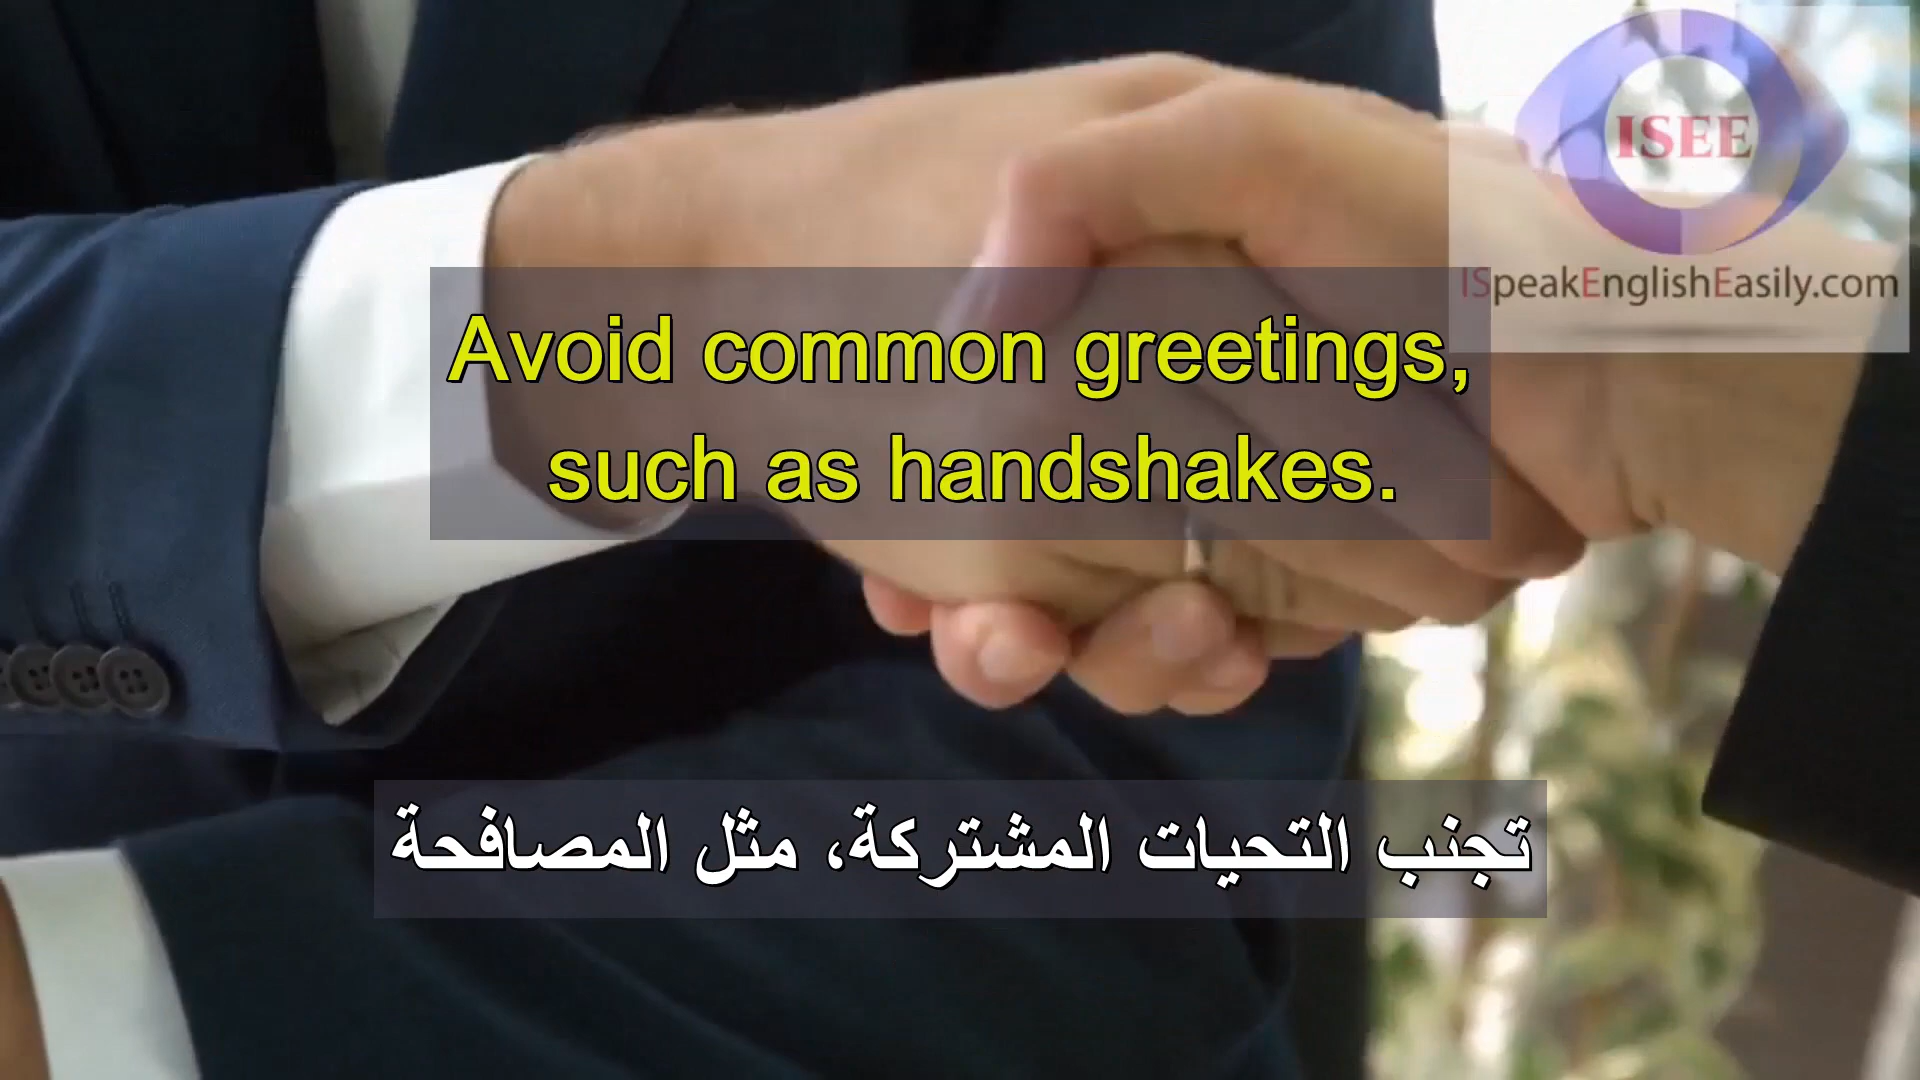 ISEE
ISpeakEnglishEasily.com
Avoid common greetings,
such as handshakes.
تجنب التحيات المشتركة، مثل المصافحة